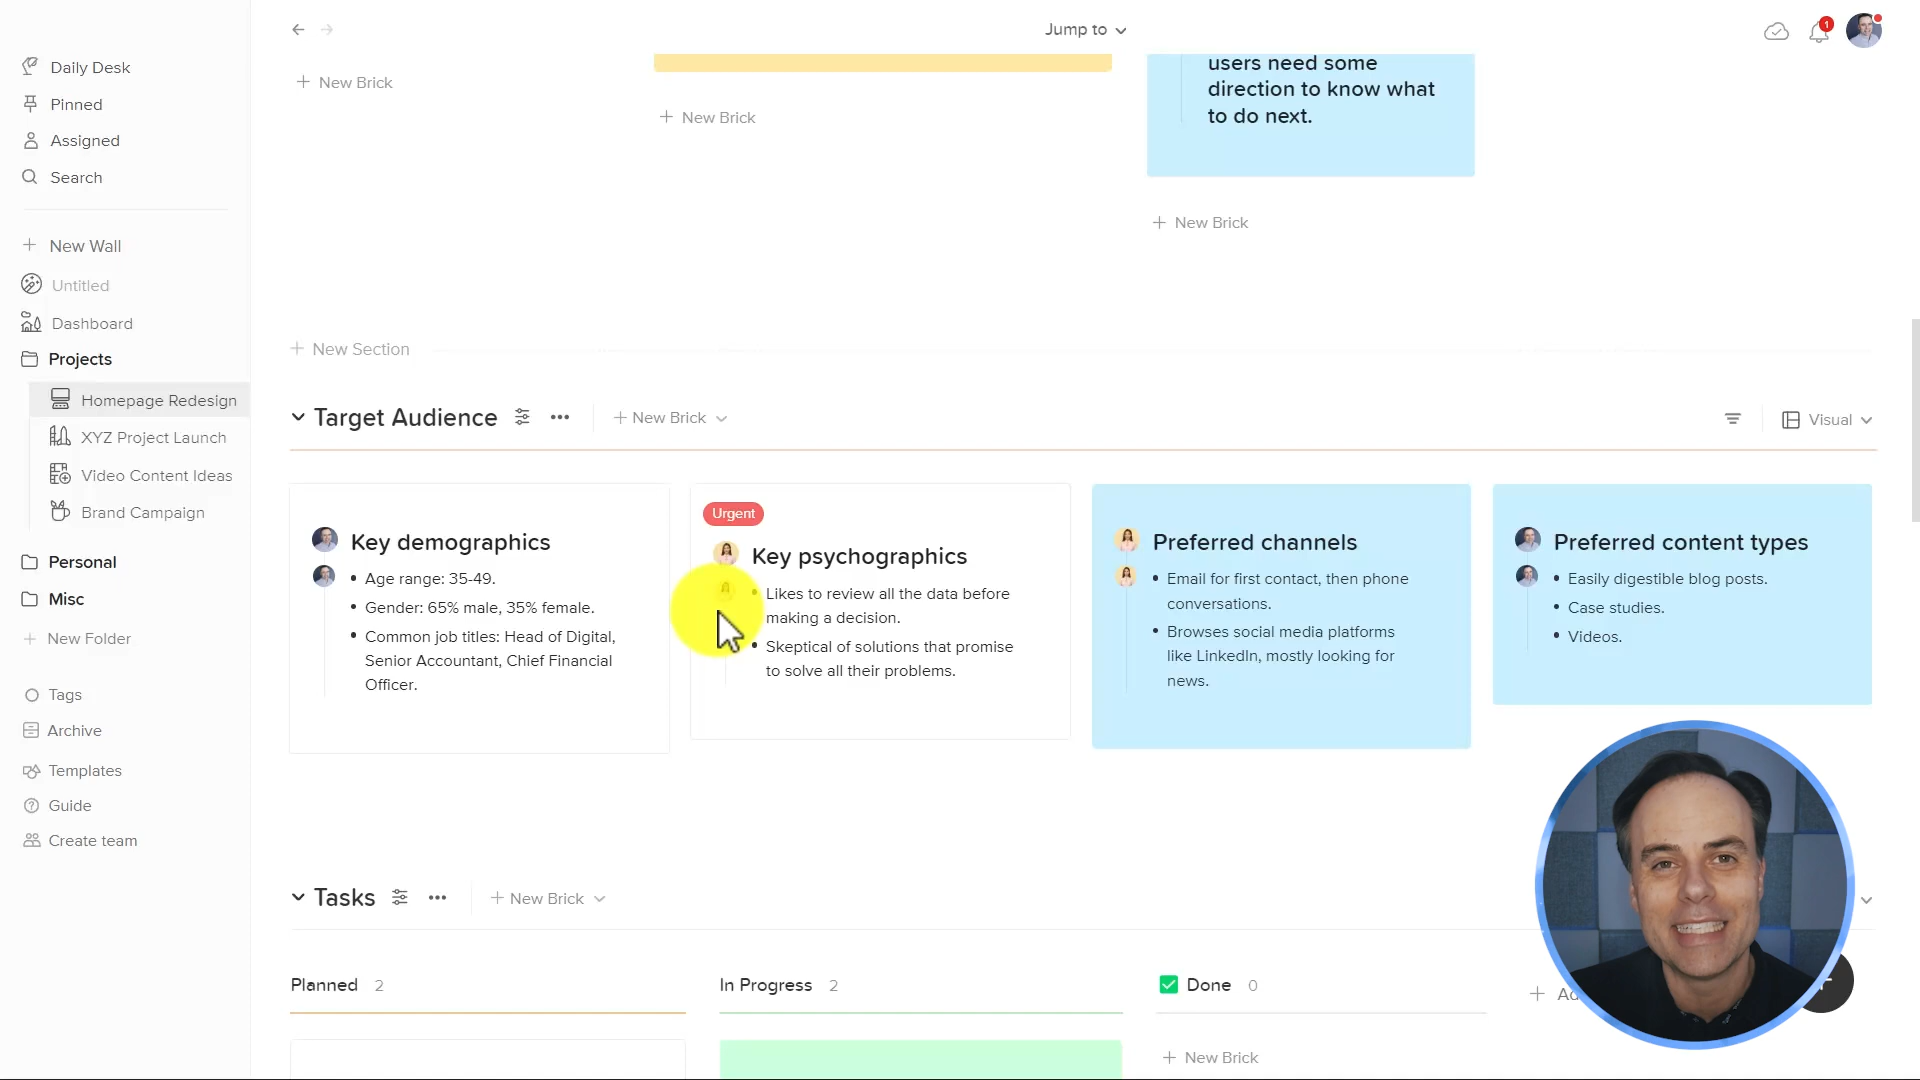 Jump to
1
Daily Desk
Pinned
Assigned
Search
New Wall
Untitled
Dashboard
Projects
Homepage Redesign
XYZ Project Launch
Video Content Ideas
Brand Campaign
Personal
Misc
New Folder
Tags
Archive
Templates
Guide
Create team
+ New Brick
+ New Brick
users need some
direction to know what
to do next.
+ New Brick
+ New Section
Target Audience
+ New Brick
Visual
Key demographics
• Age range: 35-49.
• Gender: 65% male, 35% female.
• Common job titles: Head of Digital,
Senior Accountant, Chief Financial
Officer.
Urgent
Key psychographics
• Likes to review all the data before
making a decision.
• Skeptical of solutions that promise
to solve all their problems.
Preferred channels
• Email for first contact, then phone
conversations.
• Browses social media platforms
like LinkedIn, mostly looking for
news.
Preferred content types
• Easily digestible blog posts.
• Case studies.
• Videos.
Tasks
+ New Brick
Planned 2
In Progress 2
Done 0
+ New Brick